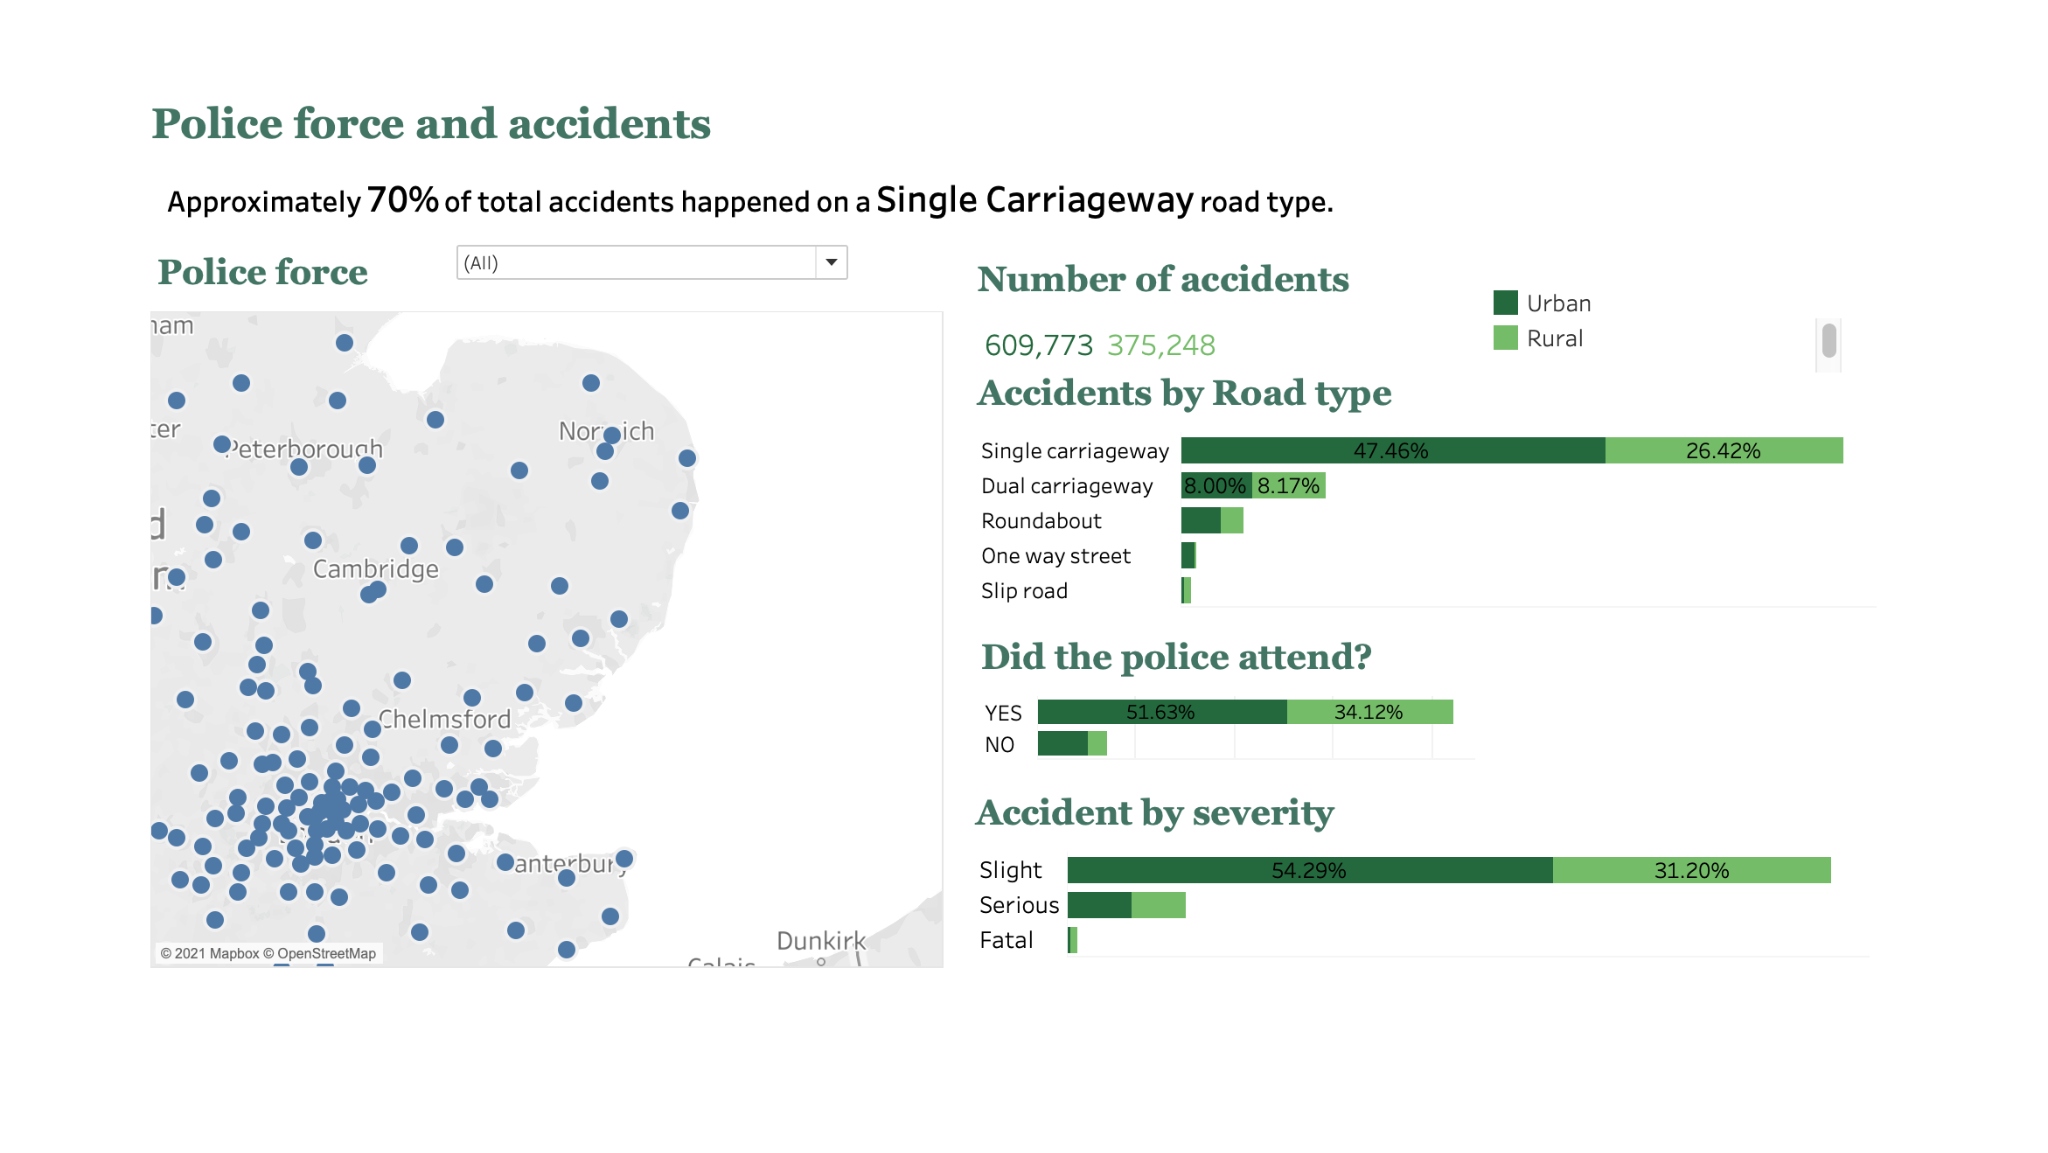 Police force and accidents
Approximately 70% of total accidents happened on a Single Carriageway road type.
Police force
(All)
ham
ter
Peterborough
Norwich
d
Cambridge
Chelmsford
anterbury
Dunkirk
Calais
© 2021 Mapbox © OpenStreetMap
Number of accidents
Urban
Rural
609,773 375,248
Accidents by Road type
Single carriageway 47.46% 26.42%
Dual carriageway 8.00% 8.17%
Roundabout
One way street
Slip road
Did the police attend?
YES 51.63% 34.12%
NO
Accident by severity
Slight 54.29% 31.20%
Serious
Fatal